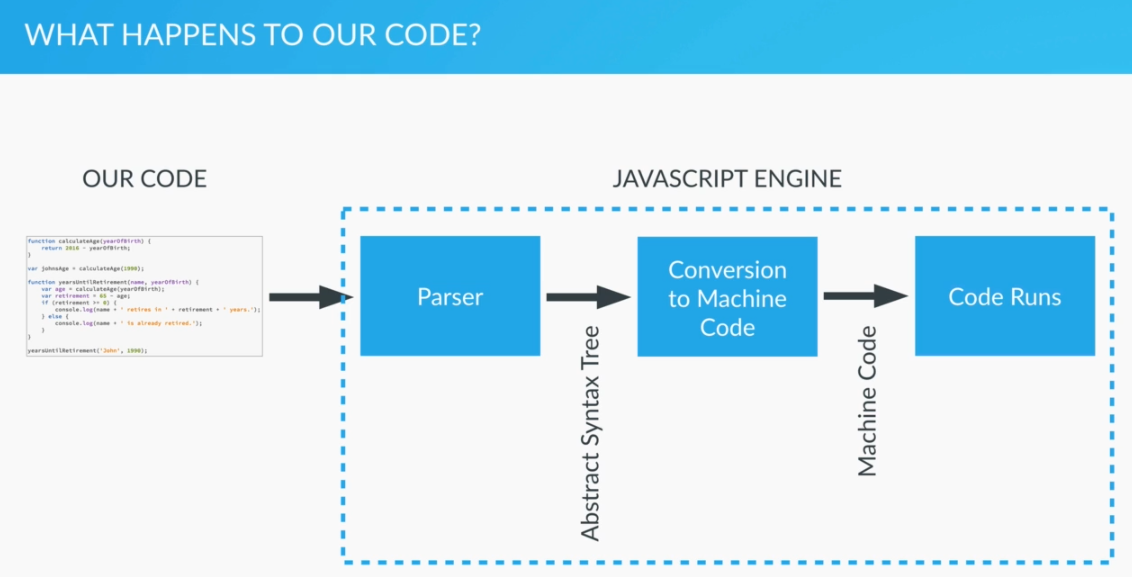 WHAT HAPPENS TO OUR CODE?
OUR CODE
JAVASCRIPT ENGINE
function calculateAge(yearOfBirth) {
return 2016 - yearOfBirth;
}
var johnsAge = calculateAge(1990);
function yearsUntilRetirement(name, yearOfBirth) {
var age = calculateAge(yearOfBirth);
var retirement = 65 - age;
if (retirement >= 0) {
console.log(name + ' retires in ' + retirement + ' years.');
} else {
console.log(name + ' is already retired.');
}
}
yearsUntilRetirement('John', 1990);
Parser
Abstract Syntax Tree
Conversion
to Machine
Code
Machine Code
Code Runs